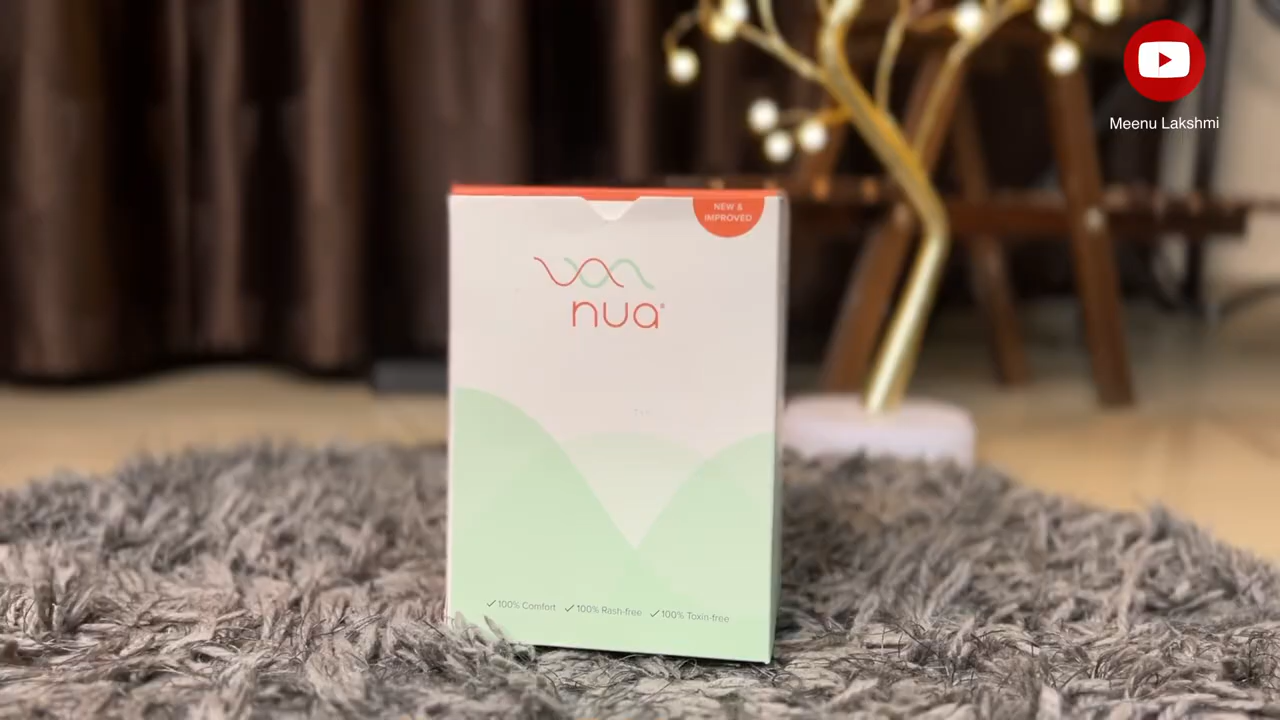 Meenu Lakshmi
NEW &
IMPROVED
nua®
✓100% Comfort ✓100% Rash-free ✓100% Toxin-free